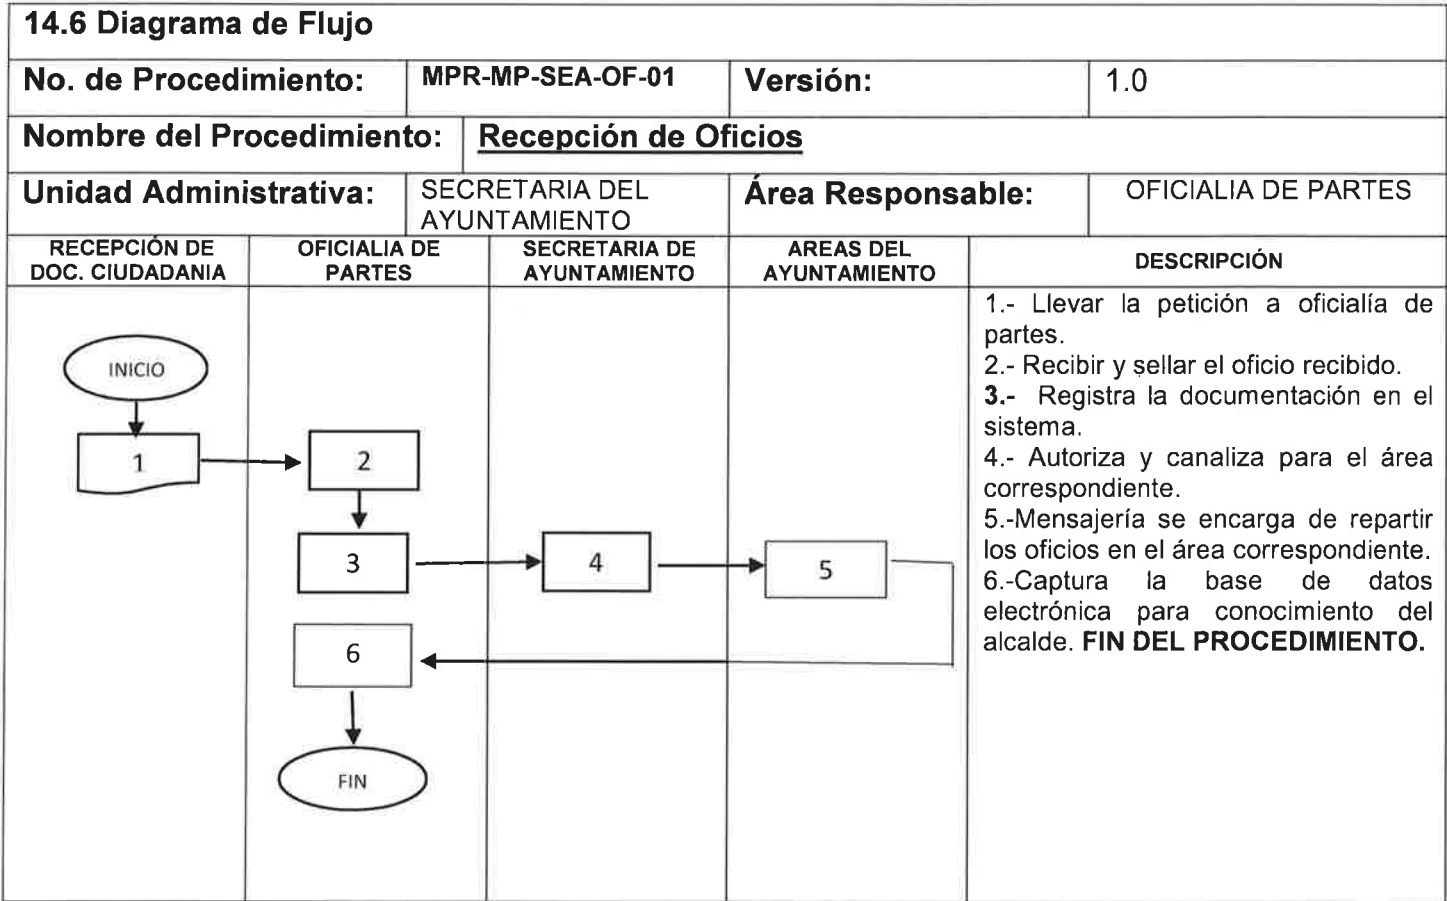 14.6 Diagrama de Flujo
No. de Procedimiento: MPR-MP-SEA-OF-01 Versión: 1.0
Nombre del Procedimiento: Recepción de Oficios
Unidad Administrativa: SECRETARIA DEL AYUNTAMIENTO Área Responsable: OFICIALIA DE PARTES
RECEPCIÓN DE DOC. CIUDADANIA
OFICIALIA DE PARTES
SECRETARIA DE AYUNTAMIENTO
AREAS DEL AYUNTAMIENTO
DESCRIPCIÓN
INICIO
1
2
3
4
5
6
FIN
1.- Llevar la petición a oficialía de
partes.
2.- Recibir y sellar el oficio recibido.
3.- Registra la documentación en el
sistema.
4.- Autoriza y canaliza para el área
correspondiente.
5.-Mensajería se encarga de repartir
los oficios en el área correspondiente.
6.-Captura la base de datos
electrónica para conocimiento del
alcalde. FIN DEL PROCEDIMIENTO.